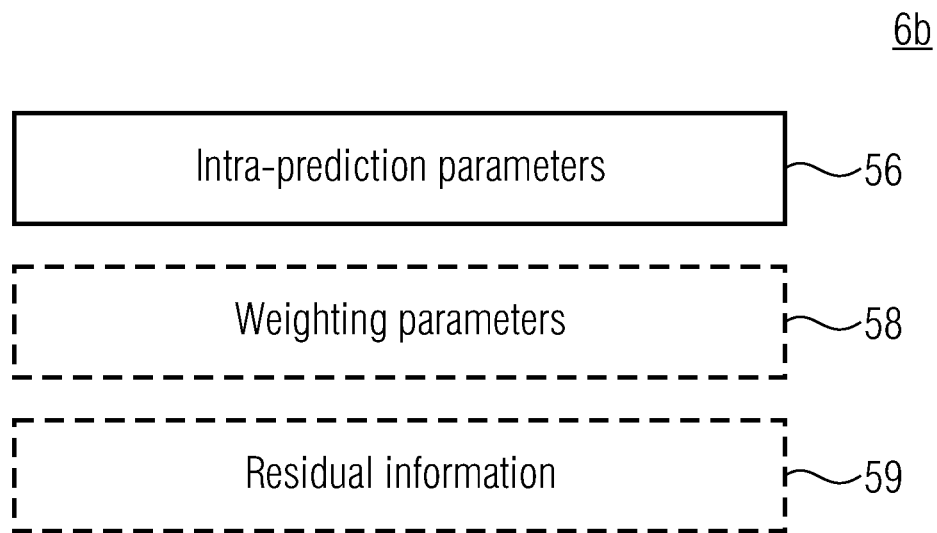 6b
Intra-prediction parameters
56
Weighting parameters
58
Residual information
59